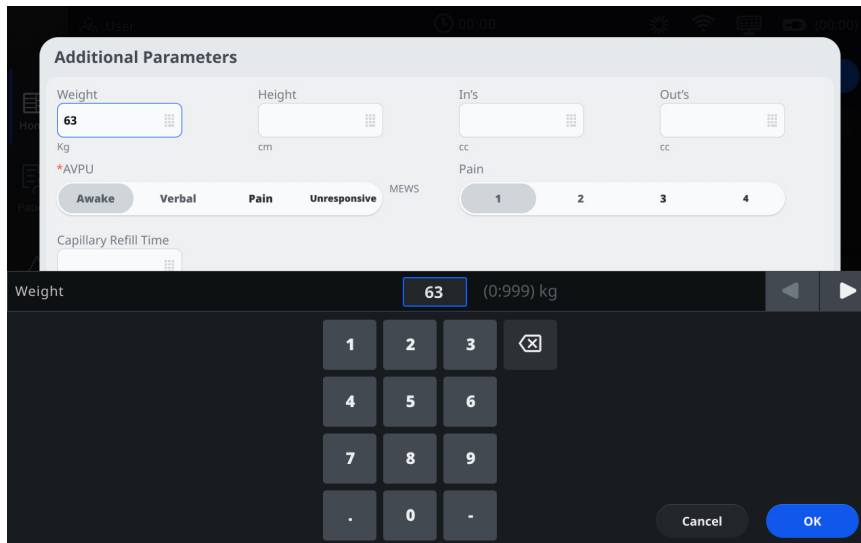 User 00:00 (00:00)
Additional Parameters
Weight Height In's Out's
63
Kg cm cc cc
*AVPU Pain
Awake Verbal Pain Unresponsive MEWS 1 2 3 4
Capillary Refill Time
Weight 63 (0:999) kg
1 2 3
4 5 6
7 8 9
. 0 -
Cancel OK